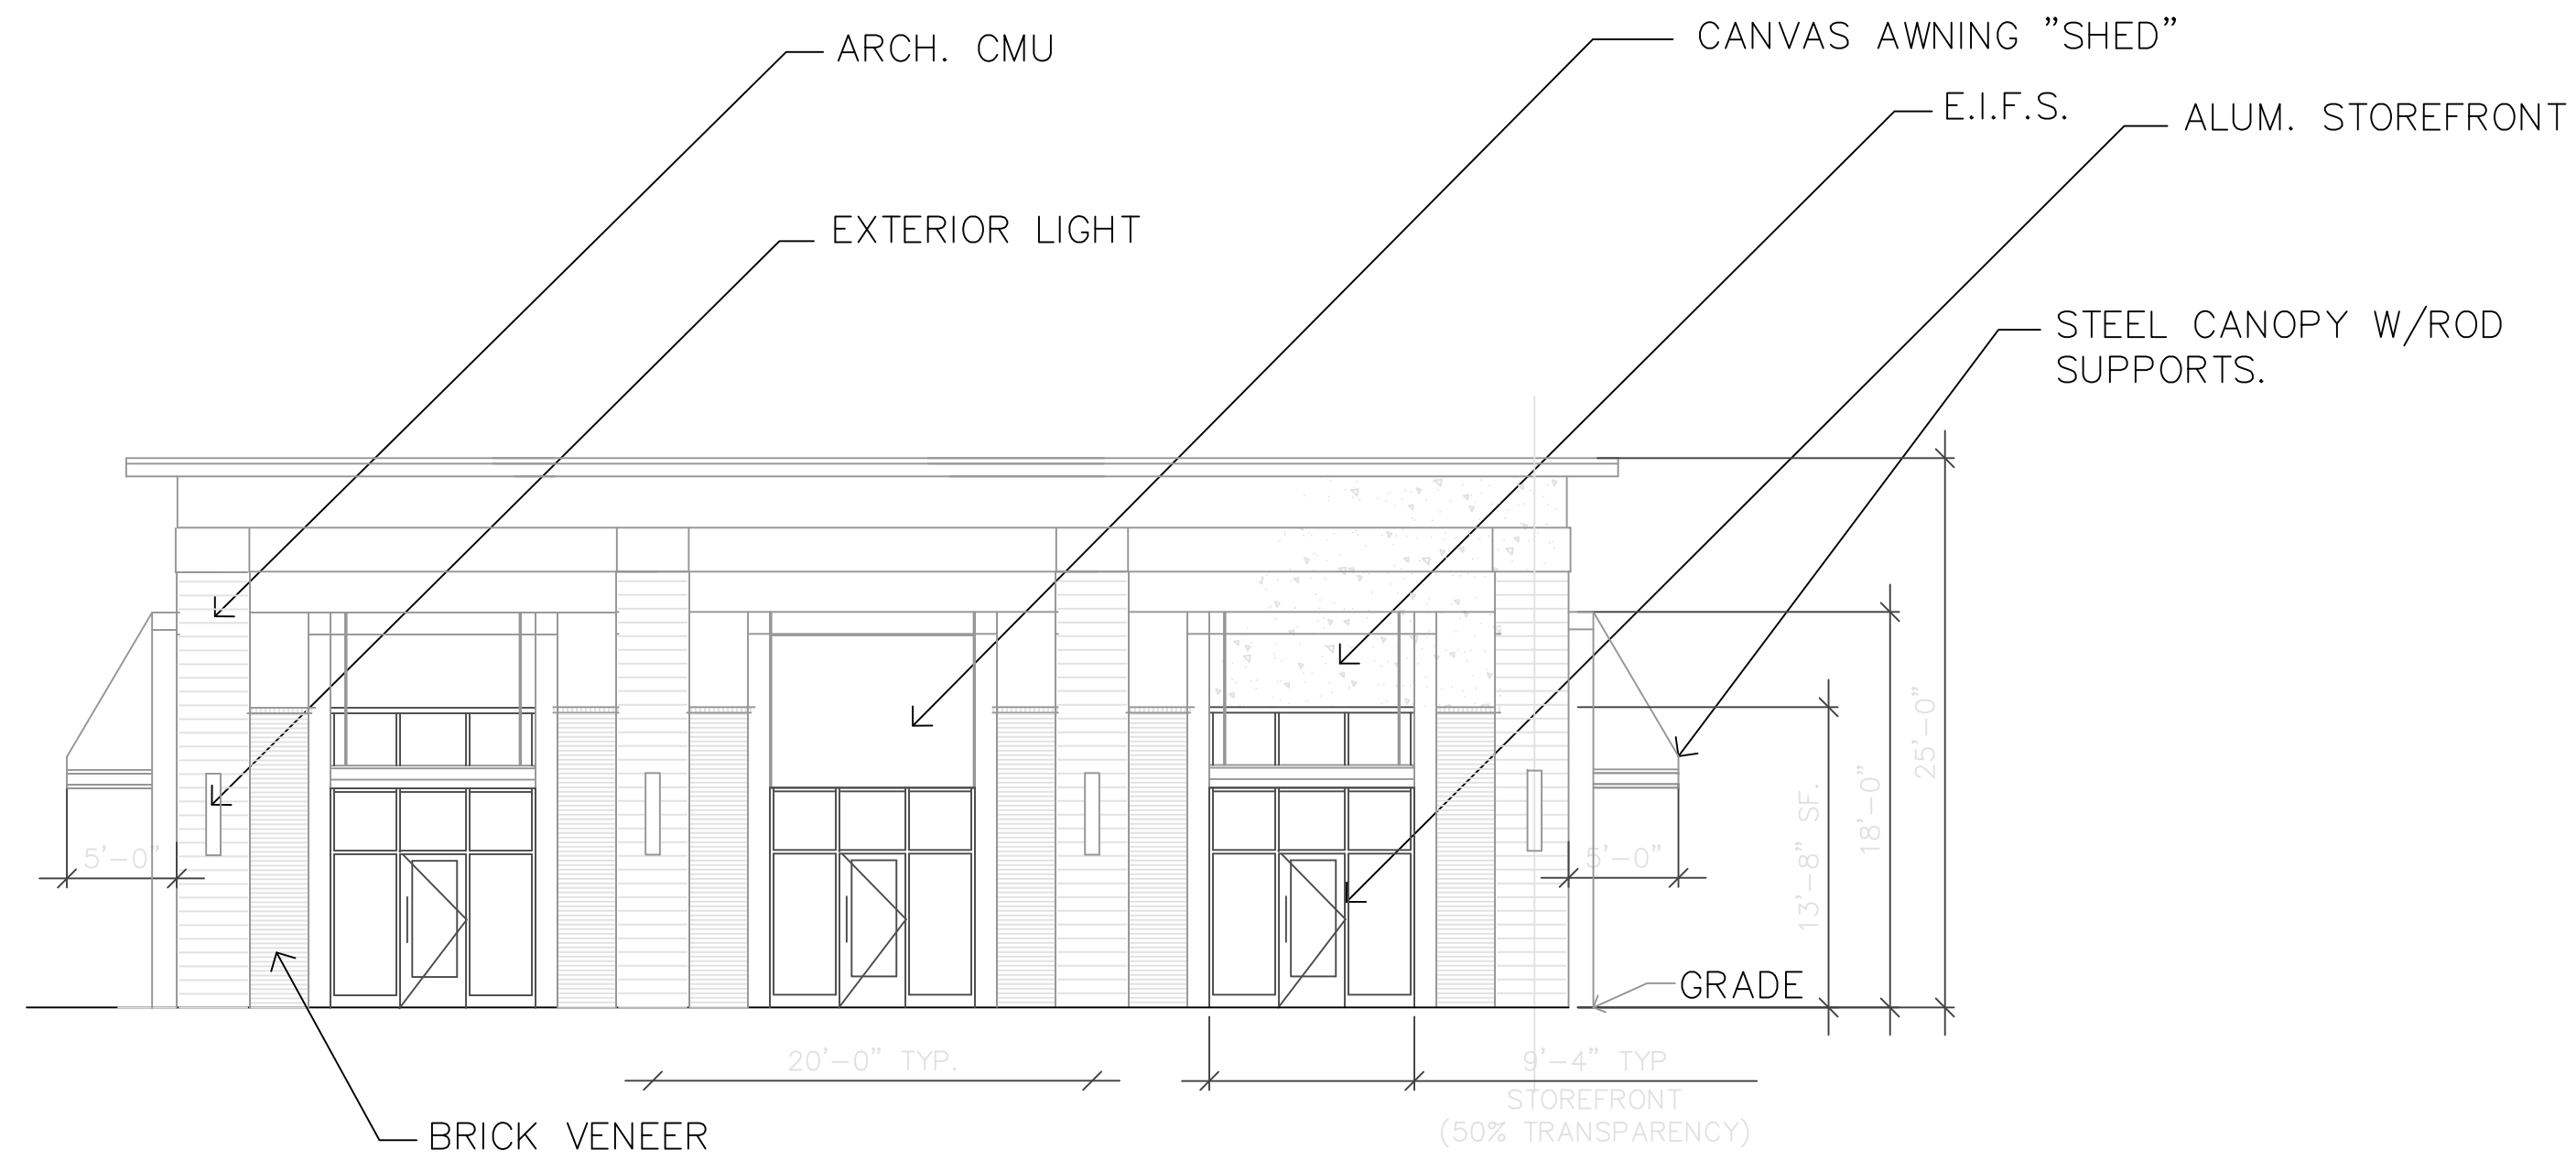 CANVAS AWNING "SHED"
ARCH. CMU
E.I.F.S.
ALUM. STOREFRONT
EXTERIOR LIGHT
STEEL CANOPY W/ROD
SUPPORTS.
25'-0"
18'-0"
13'-8" SF.
5'-0"
5'-0"
GRADE
20'-0" TYP.
9'-4" TYP
STOREFRONT
(50% TRANSPARENCY)
BRICK VENEER